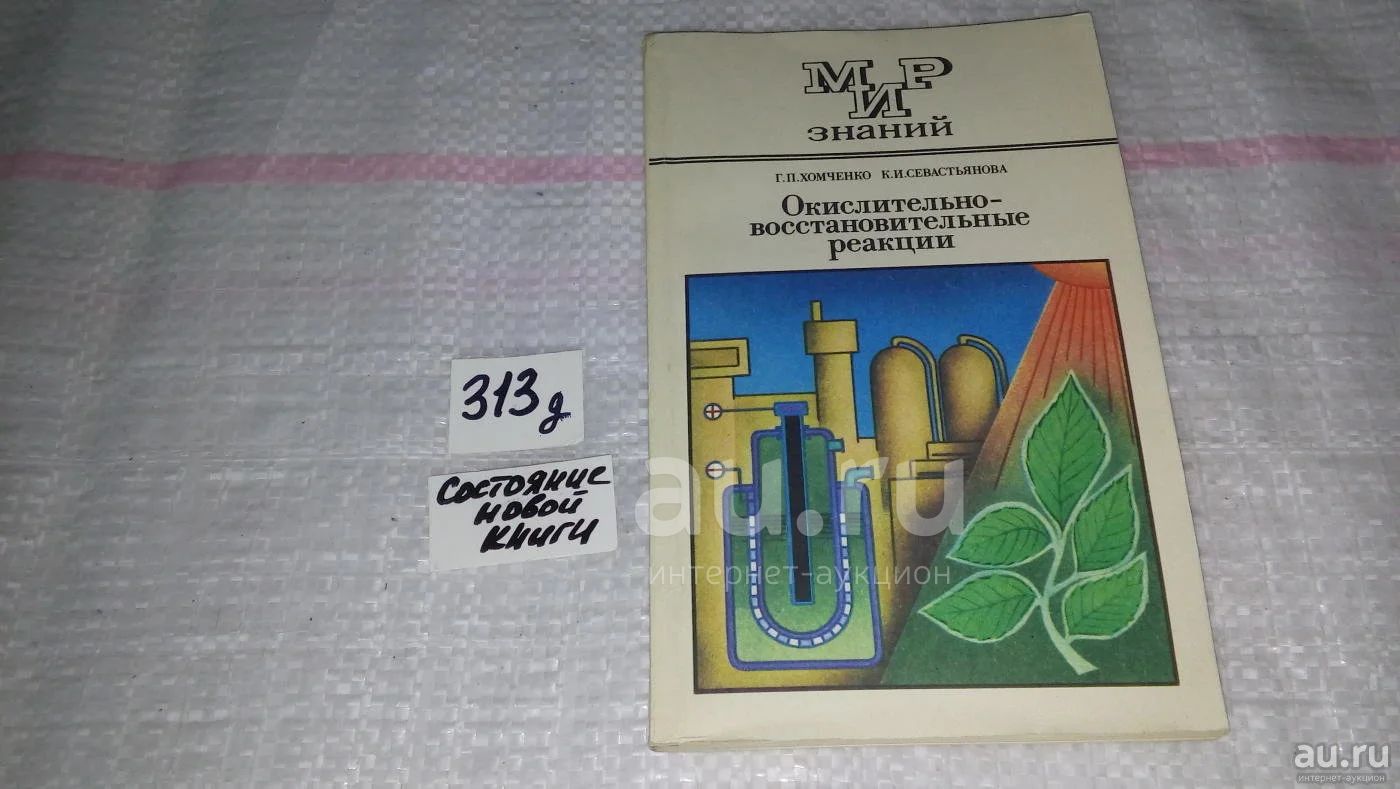 МИР
знаний
Г.П.ХОМЧЕНКО К.И.СЕВАСТЬЯНОВА
Окислительно-
восстановительные
реакции
313д
Состояние
новой
книги
au.ru
интернет-аукцион
au.ru
интернет-аукцион